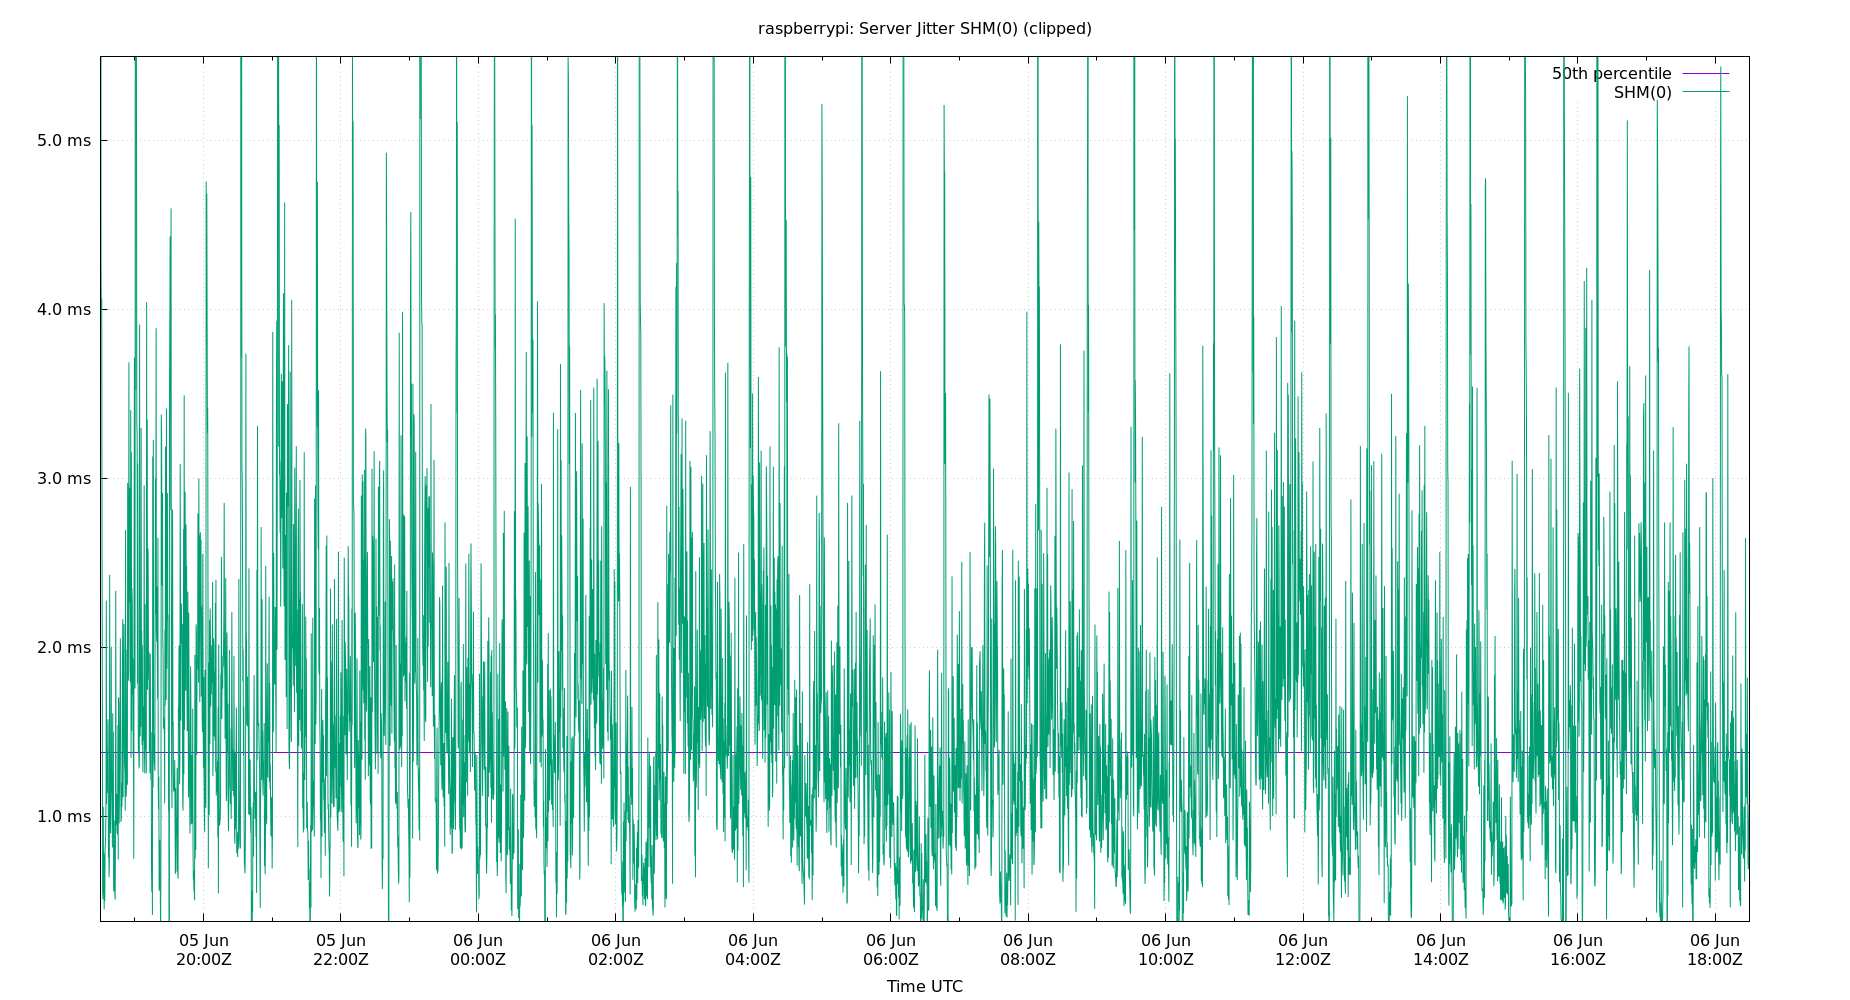 raspberrypi: Server Jitter SHM(0) (clipped)
50th percentile
SHM(0)
5.0 ms
4.0 ms
3.0 ms
2.0 ms
1.0 ms
05 Jun 05 Jun 06 Jun 06 Jun 06 Jun 06 Jun 06 Jun 06 Jun 06 Jun 06 Jun 06 Jun 06 Jun
20:00Z 22:00Z 00:00Z 02:00Z 04:00Z 06:00Z 08:00Z 10:00Z 12:00Z 14:00Z 16:00Z 18:00Z
Time UTC